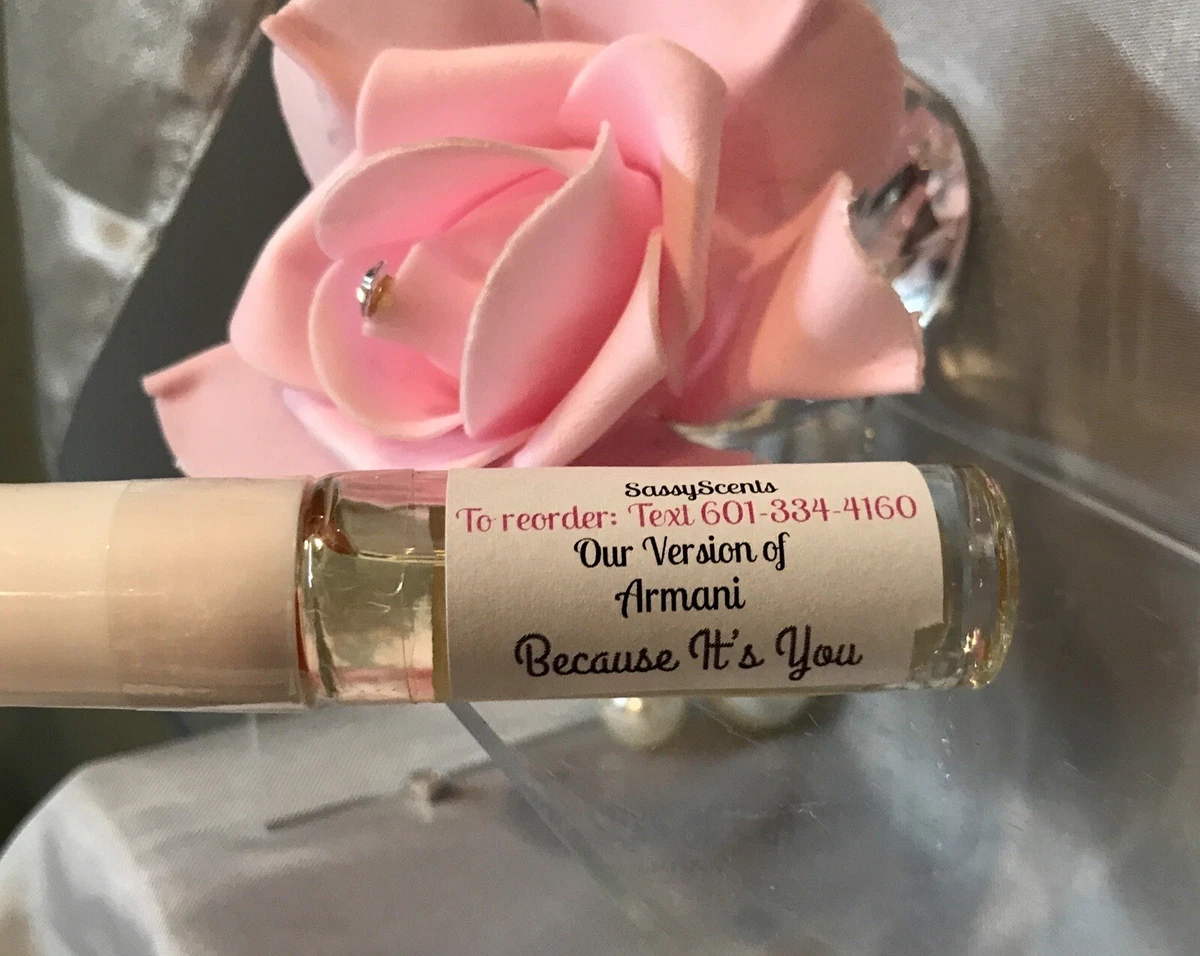 SassyScents
To reorder: Text 601-334-4160
Our Version of
Armani
Because It's You